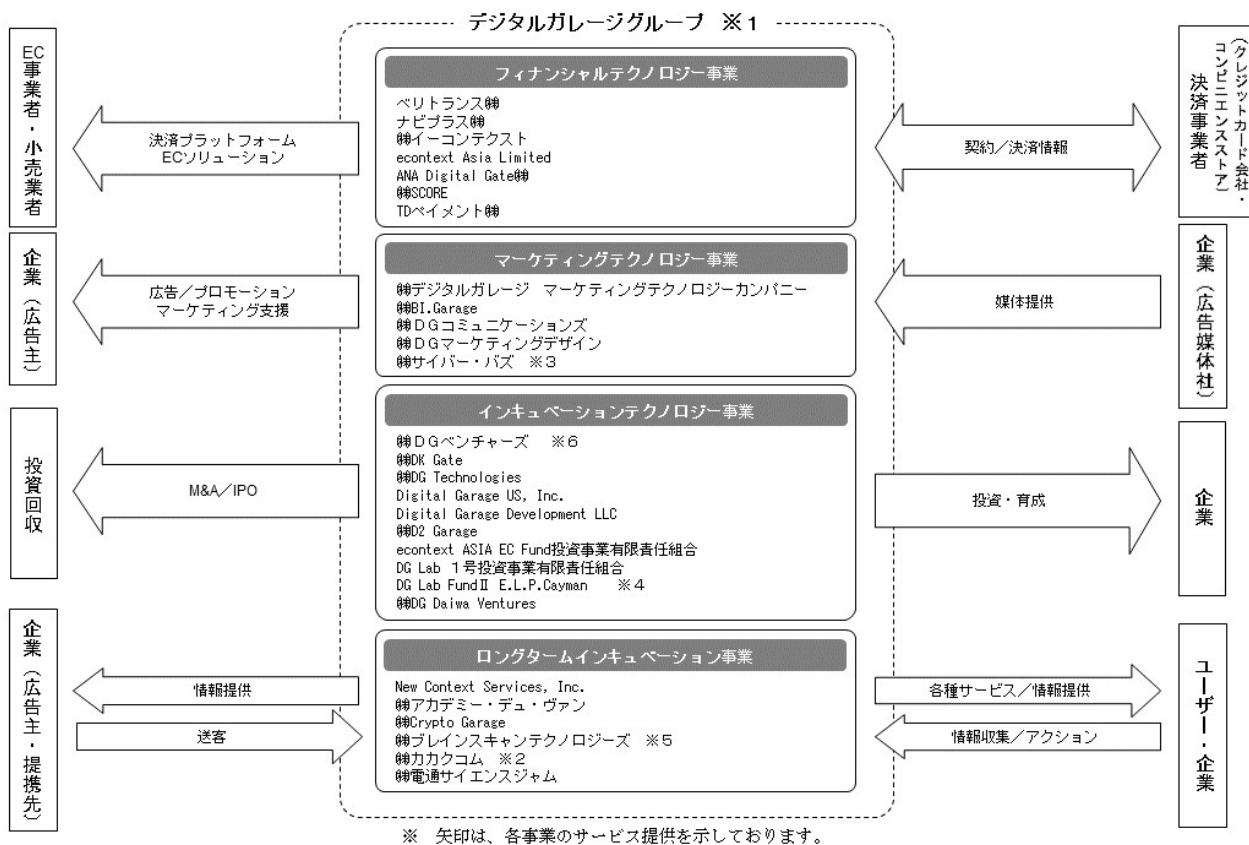 デジタルガレージグループ ※1
EC事業者・小売業者
決済プラットフォーム
ECソリューション
フィナンシャルテクノロジー事業
ベリトランス㈱
ナビプラス㈱
㈱イーコンテクスト
econtext Asia Limited
ANA Digital Gate㈱
㈱SCORE
TDペイメント㈱
契約/決済情報
決済事業者
(クレジットカード会社・
コンビニエンスストア)
企業(広告主)
広告/プロモーション
マーケティング支援
マーケティングテクノロジー事業
㈱デジタルガレージ マーケティングテクノロジーカンパニー
㈱BI.Garage
㈱DGコミュニケーションズ
㈱DGマーケティングデザイン
㈱サイバー・バズ ※3
媒体提供
企業(広告媒体社)
投資回収
M&A/IPO
インキュベーションテクノロジー事業
㈱DGベンチャーズ ※6
㈱DK Gate
㈱DG Technologies
Digital Garage US, Inc.
Digital Garage Development LLC
㈱D2 Garage
econtext ASIA EC Fund投資事業有限責任組合
DG Lab 1号投資事業有限責任組合
DG Lab FundⅡ E.L.P.Cayman ※4
㈱DG Daiwa Ventures
投資・育成
企業
企業(広告主・提携先)
情報提供
送客
ロングタームインキュベーション事業
New Context Services, Inc.
㈱アカデミー・デュ・ヴァン
㈱Crypto Garage
㈱ブレインスキャンテクノロジーズ ※5
㈱カカクコム ※2
㈱電通サイエンスジャム
各種サービス/情報提供
情報収集/アクション
ユーザー・企業
※ 矢印は、各事業のサービス提供を示しております。